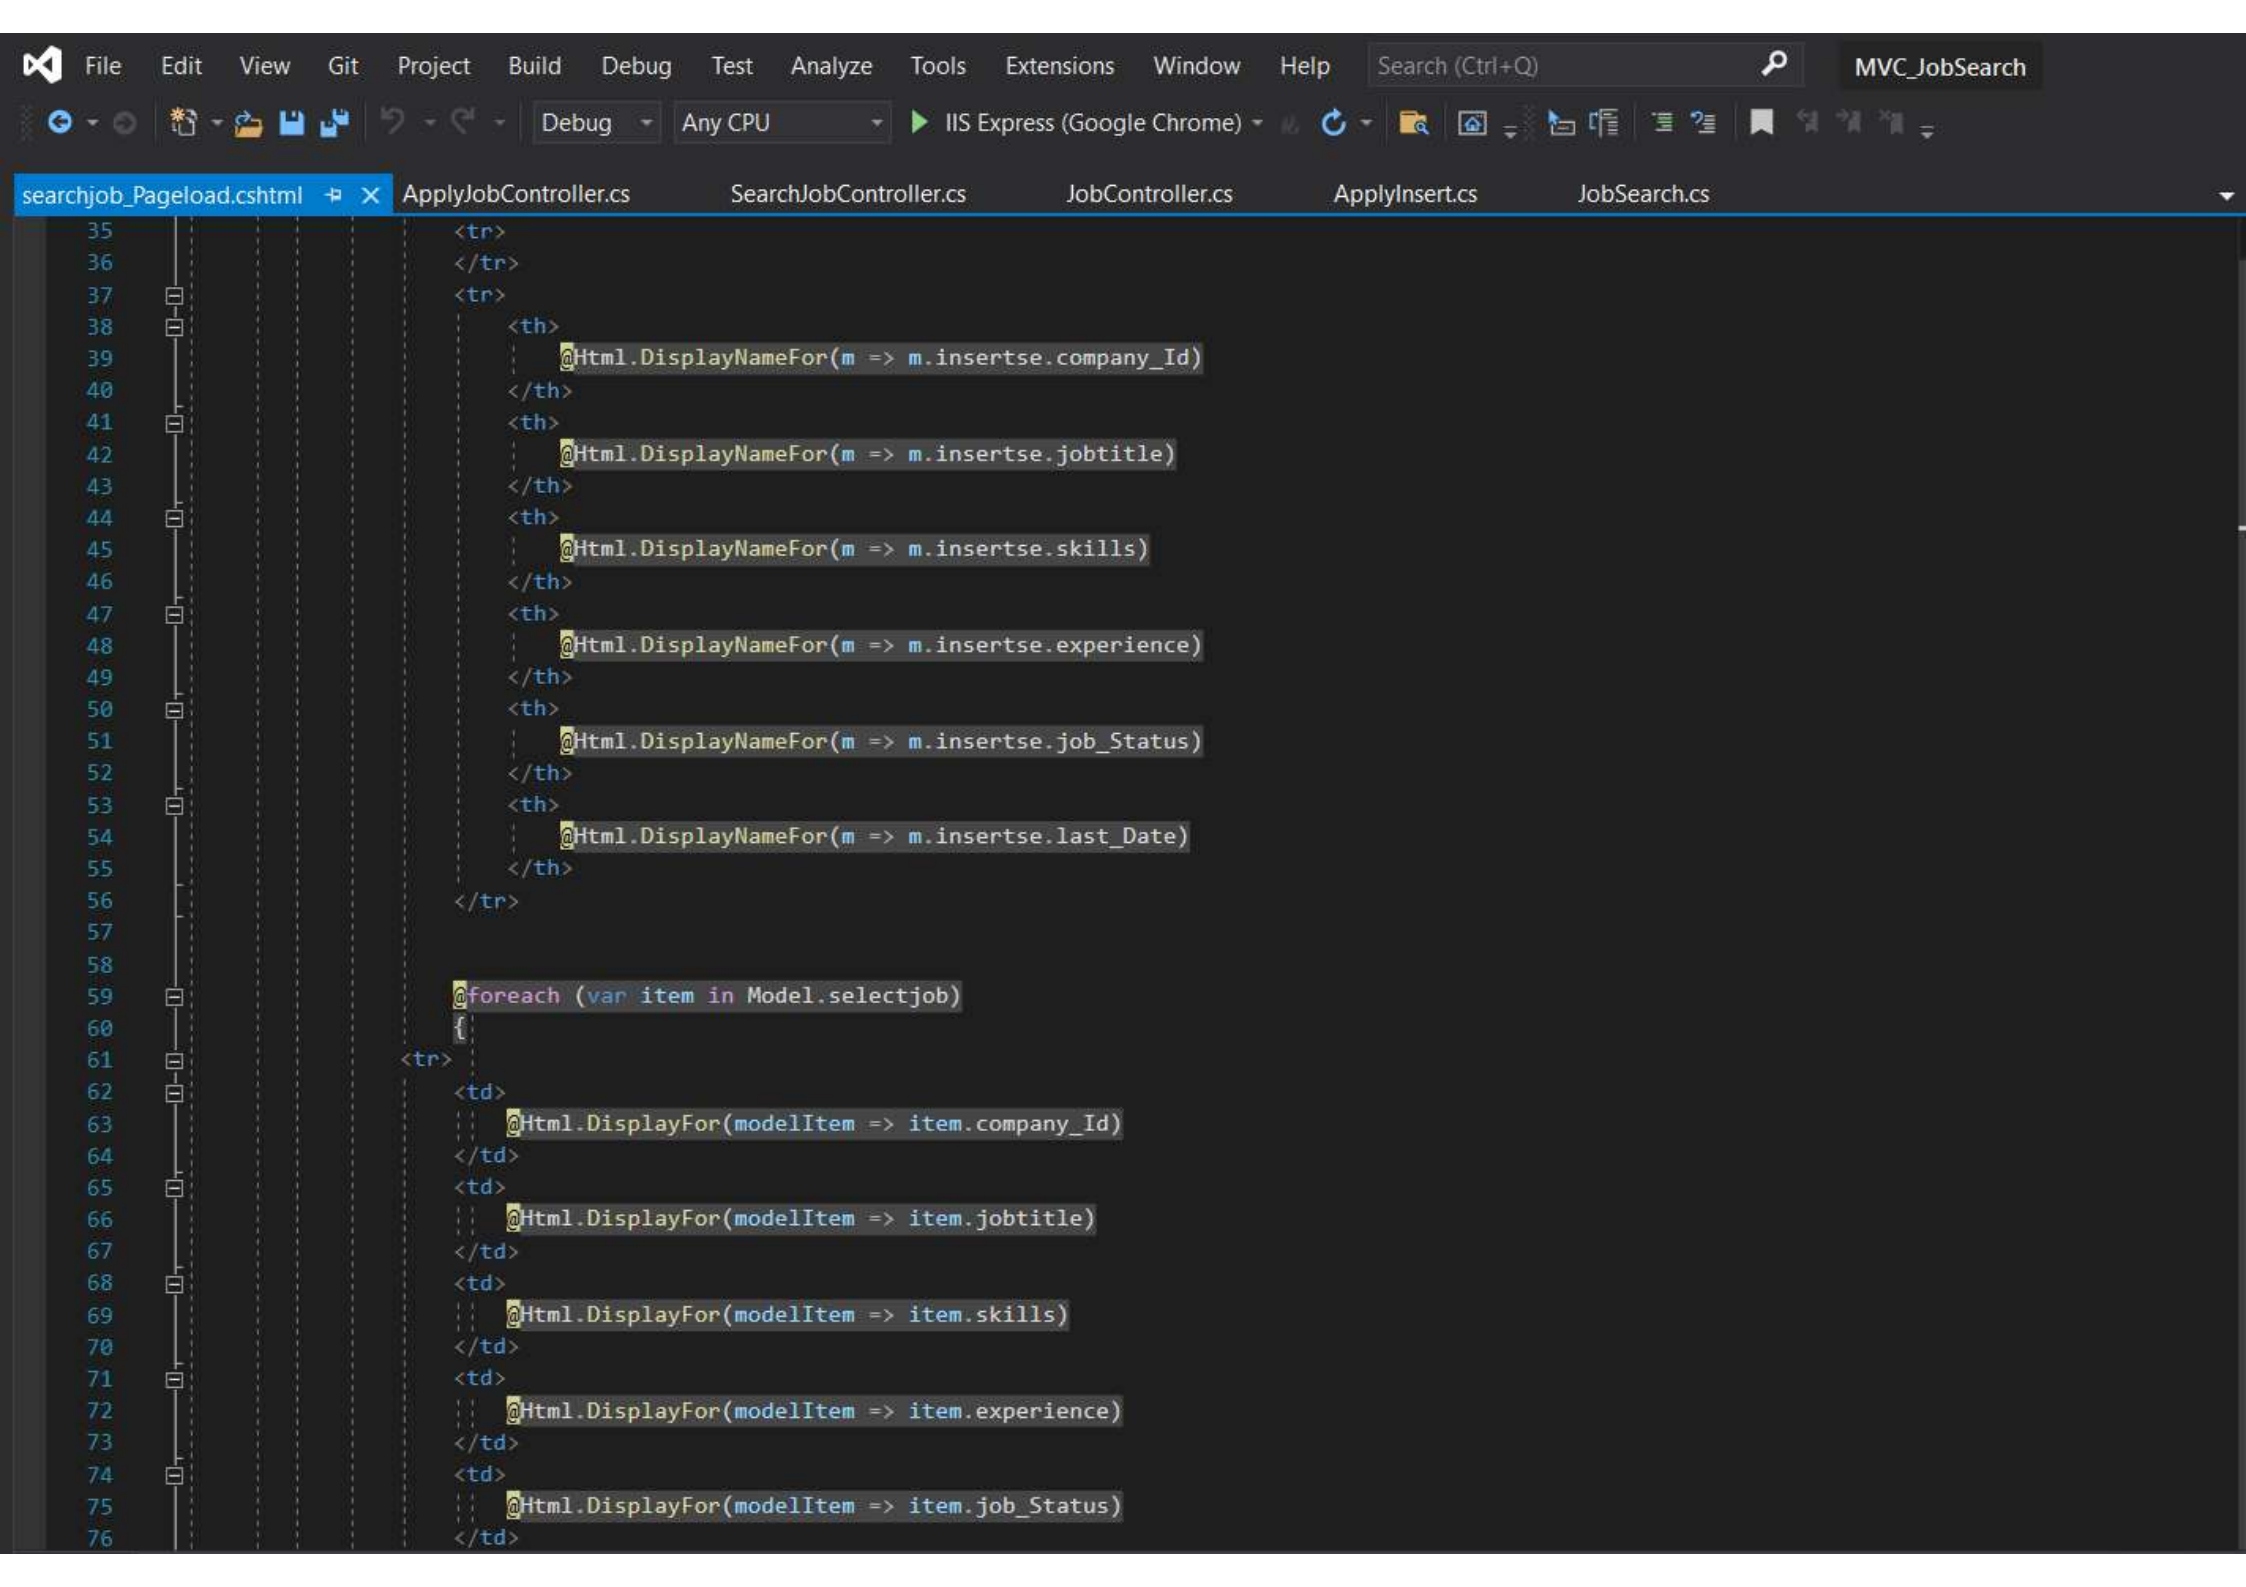 File Edit View Git Project Build Debug Test Analyze Tools Extensions Window Help Search (Ctrl+Q) MVC_JobSearch
Debug Any CPU IIS Express (Google Chrome)
searchjob_Pageload.cshtml ApplyJobController.cs SearchJobController.cs JobController.cs ApplyInsert.cs JobSearch.cs
35 <tr>
36 </tr>
37 <tr>
38 <th>
39 @Html.DisplayNameFor(m => m.insertse.company_Id)
40 </th>
41 <th>
42 @Html.DisplayNameFor(m => m.insertse.jobtitle)
43 </th>
44 <th>
45 @Html.DisplayNameFor(m => m.insertse.skills)
46 </th>
47 <th>
48 @Html.DisplayNameFor(m => m.insertse.experience)
49 </th>
50 <th>
51 @Html.DisplayNameFor(m => m.insertse.job_Status)
52 </th>
53 <th>
54 @Html.DisplayNameFor(m => m.insertse.last_Date)
55 </th>
56 </tr>
57
58
59 @foreach (var item in Model.selectjob)
60 {
61 <tr>
62 <td>
63 @Html.DisplayFor(modelItem => item.company_Id)
64 </td>
65 <td>
66 @Html.DisplayFor(modelItem => item.jobtitle)
67 </td>
68 <td>
69 @Html.DisplayFor(modelItem => item.skills)
70 </td>
71 <td>
72 @Html.DisplayFor(modelItem => item.experience)
73 </td>
74 <td>
75 @Html.DisplayFor(modelItem => item.job_Status)
76 </td>